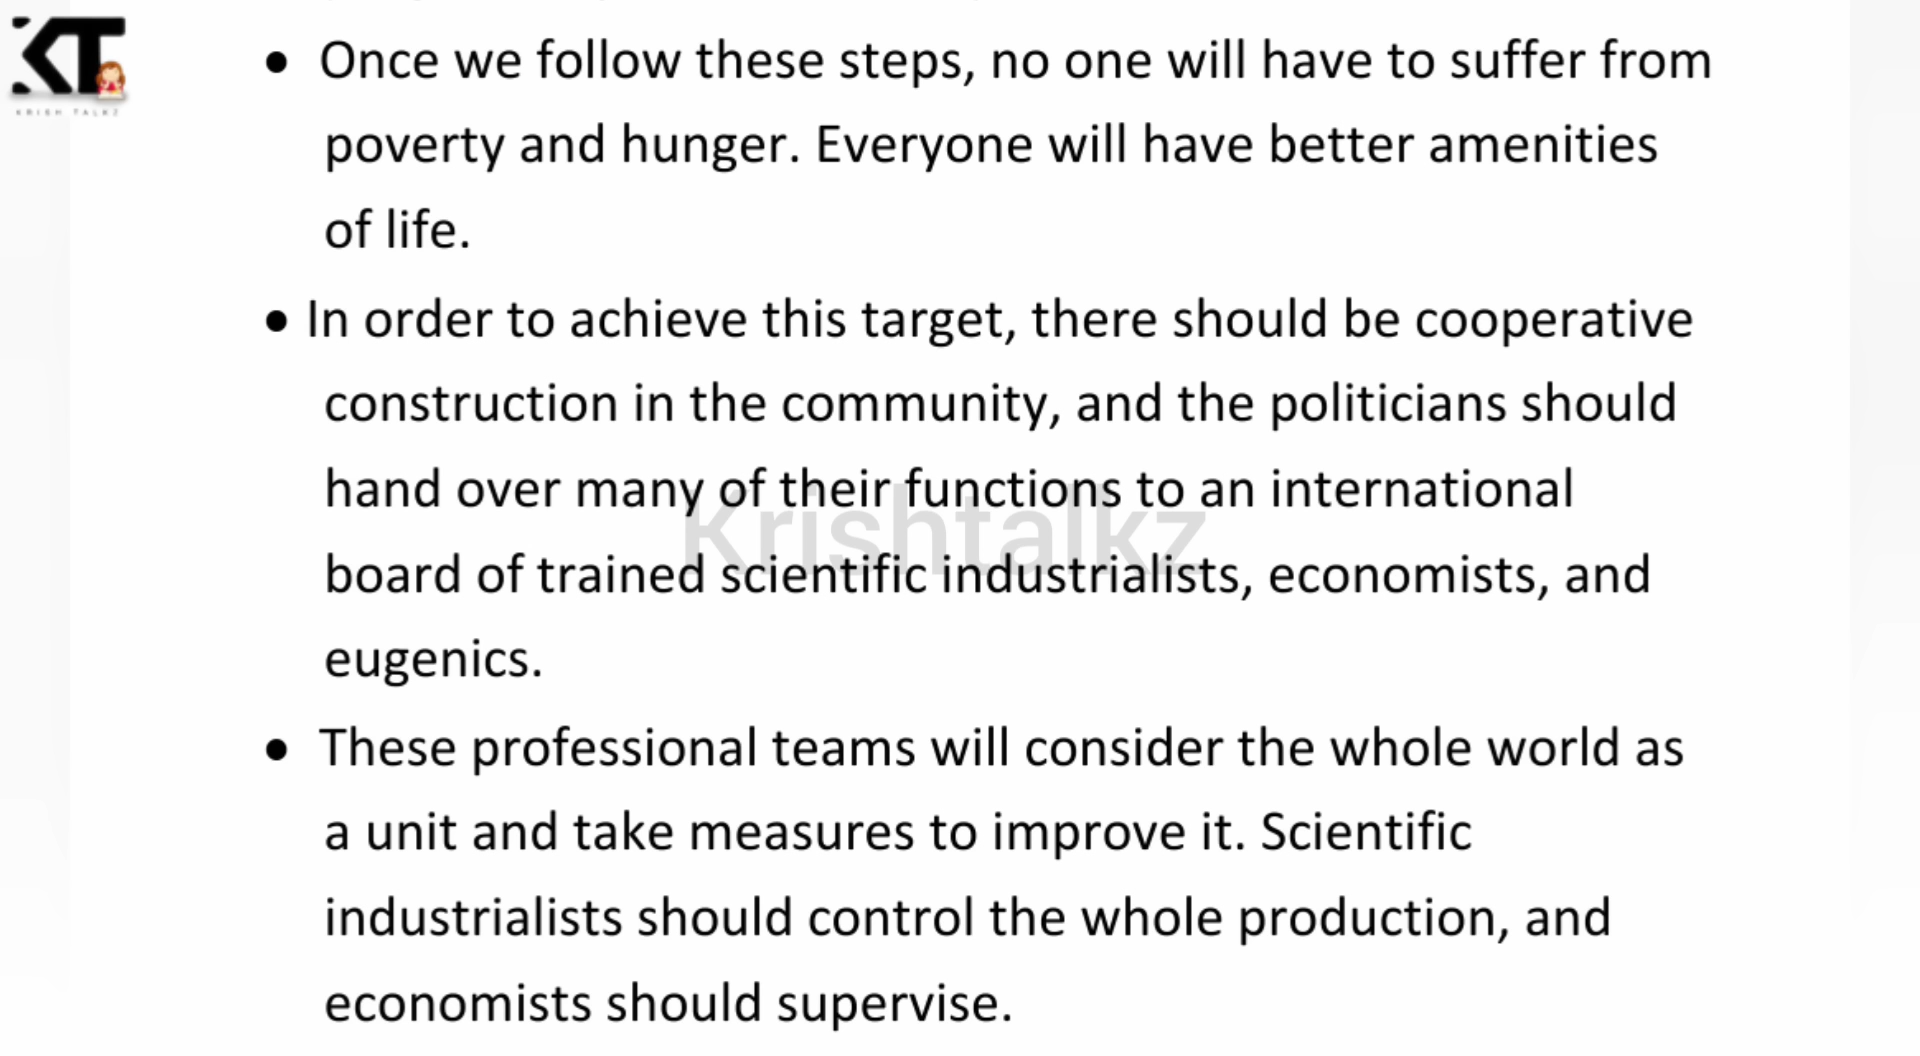 KT
KRISH TALKZ
• Once we follow these steps, no one will have to suffer from
poverty and hunger. Everyone will have better amenities
of life.
• In order to achieve this target, there should be cooperative
construction in the community, and the politicians should
hand over many of their functions to an international
Krishtalkz
board of trained scientific industrialists, economists, and
eugenics.
• These professional teams will consider the whole world as
a unit and take measures to improve it. Scientific
industrialists should control the whole production, and
economists should supervise.